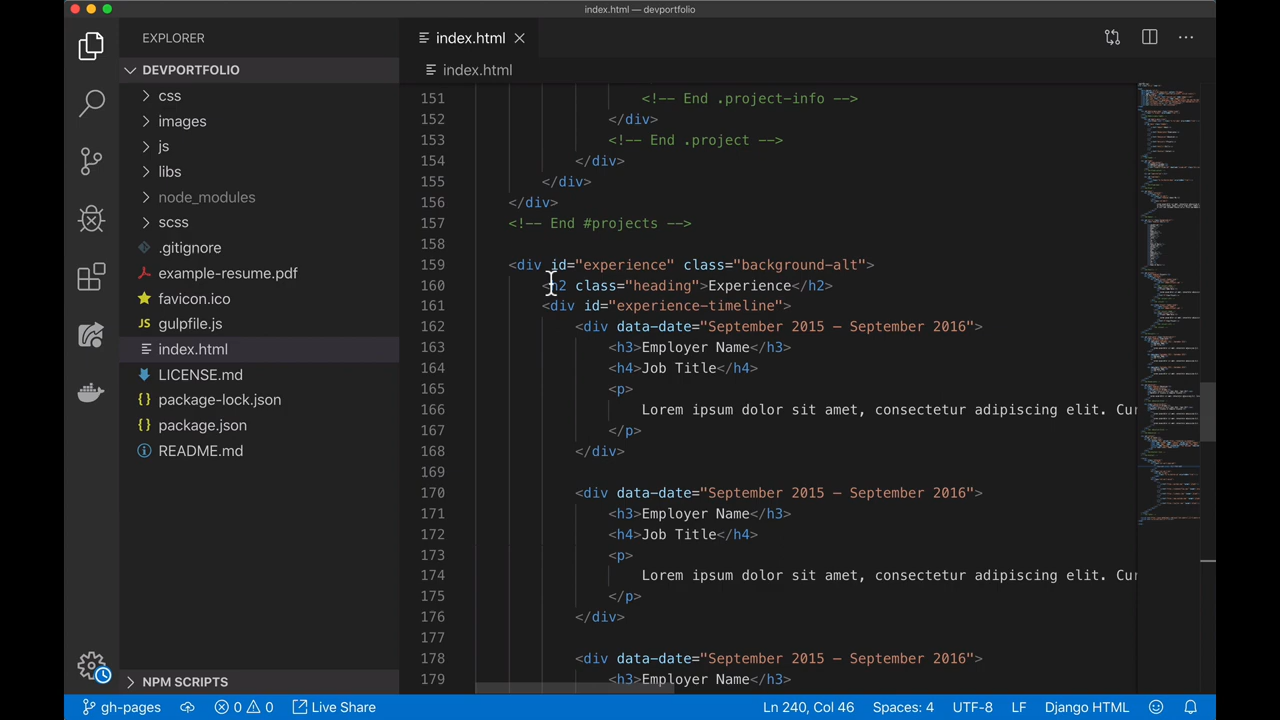 index.html — devportfolio
EXPLORER
DEVPORTFOLIO
css
images
js
libs
node_modules
scss
.gitignore
example-resume.pdf
favicon.ico
JS gulpfile.js
index.html
LICENSE.md
{} package-lock.json
{} package.json
README.md
NPM SCRIPTS
index.html
index.html
151 <!-- End .project-info -->
152 </div>
153 <!-- End .project -->
154 </div>
155 </div>
156 </div>
157 <!-- End #projects -->
158
159 <div id="experience" class="background-alt">
160 <h2 class="heading">Experience</h2>
161 <div id="experience-timeline">
162 <div data-date="September 2015 – September 2016">
163 <h3>Employer Name</h3>
164 <h4>Job Title</h4>
165 <p>
166 Lorem ipsum dolor sit amet, consectetur adipiscing elit. Cur
167 </p>
168 </div>
169
170 <div data-date="September 2015 – September 2016">
171 <h3>Employer Name</h3>
172 <h4>Job Title</h4>
173 <p>
174 Lorem ipsum dolor sit amet, consectetur adipiscing elit. Cur
175 </p>
176 </div>
177
178 <div data-date="September 2015 – September 2016">
179 <h3>Employer Name</h3>
gh-pages 0 0 Live Share Ln 240, Col 46 Spaces: 4 UTF-8 LF Django HTML